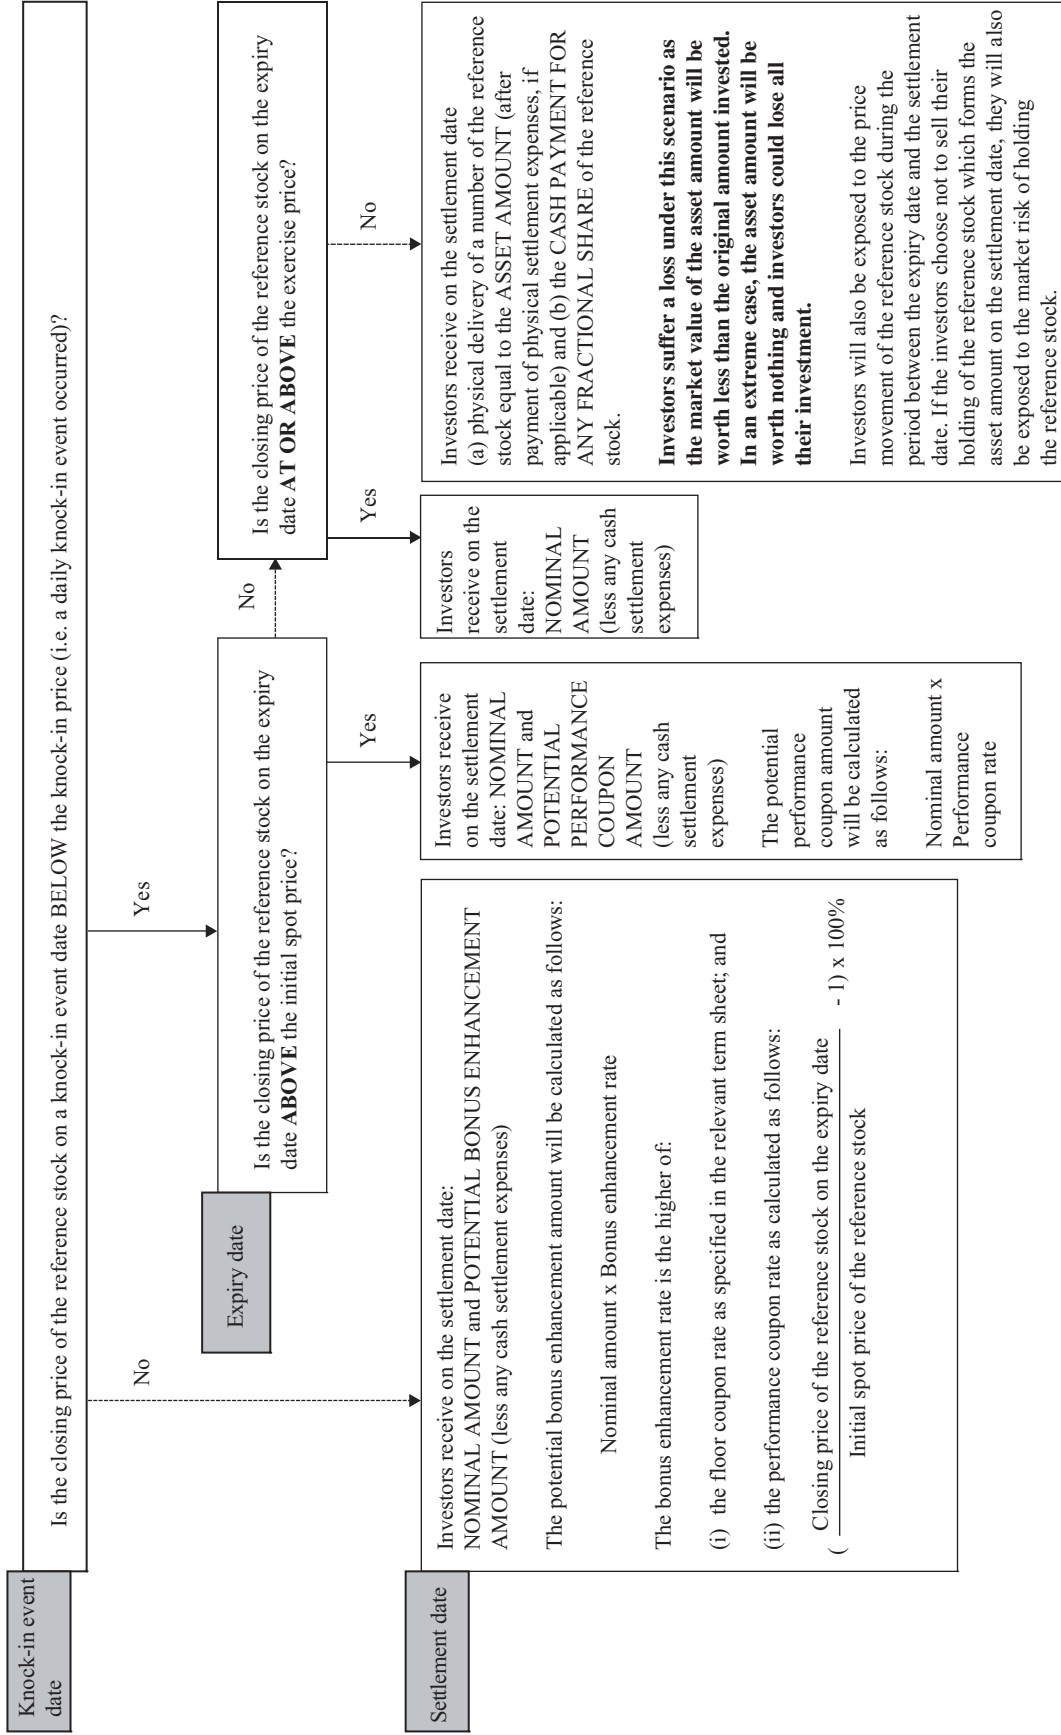 Knock-in event
date
Is the closing price of the reference stock on a knock-in event date BELOW the knock-in price (i.e. a daily knock-in event occurred)?
No
Yes
Expiry date
Is the closing price of the reference stock on the expiry
date ABOVE the initial spot price?
No
Yes
Is the closing price of the reference stock on the expiry
date AT OR ABOVE the exercise price?
Yes
No
Settlement date
Investors receive on the settlement date:
NOMINAL AMOUNT and POTENTIAL BONUS ENHANCEMENT
AMOUNT (less any cash settlement expenses)
The potential bonus enhancement amount will be calculated as follows:
Nominal amount x Bonus enhancement rate
The bonus enhancement rate is the higher of:
(i) the floor coupon rate as specified in the relevant term sheet; and
(ii) the performance coupon rate as calculated as follows:
( Closing price of the reference stock on the expiry date - 1) x 100%
Initial spot price of the reference stock
Investors receive
on the settlement
date: NOMINAL
AMOUNT and
POTENTIAL
PERFORMANCE
COUPON
AMOUNT
(less any cash
settlement
expenses)
The potential
performance
coupon amount
will be calculated
as follows:
Nominal amount x
Performance
coupon rate
Investors
receive on the
settlement
date:
NOMINAL
AMOUNT
(less any cash
settlement
expenses)
Investors receive on the settlement date
(a) physical delivery of a number of the reference
stock equal to the ASSET AMOUNT (after
payment of physical settlement expenses, if
applicable) and (b) the CASH PAYMENT FOR
ANY FRACTIONAL SHARE of the reference
stock.
Investors suffer a loss under this scenario as
the market value of the asset amount will be
worth less than the original amount invested.
In an extreme case, the asset amount will be
worth nothing and investors could lose all
their investment.
Investors will also be exposed to the price
movement of the reference stock during the
period between the expiry date and the settlement
date. If the investors choose not to sell their
holding of the reference stock which forms the
asset amount on the settlement date, they will also
be exposed to the market risk of holding
the reference stock.